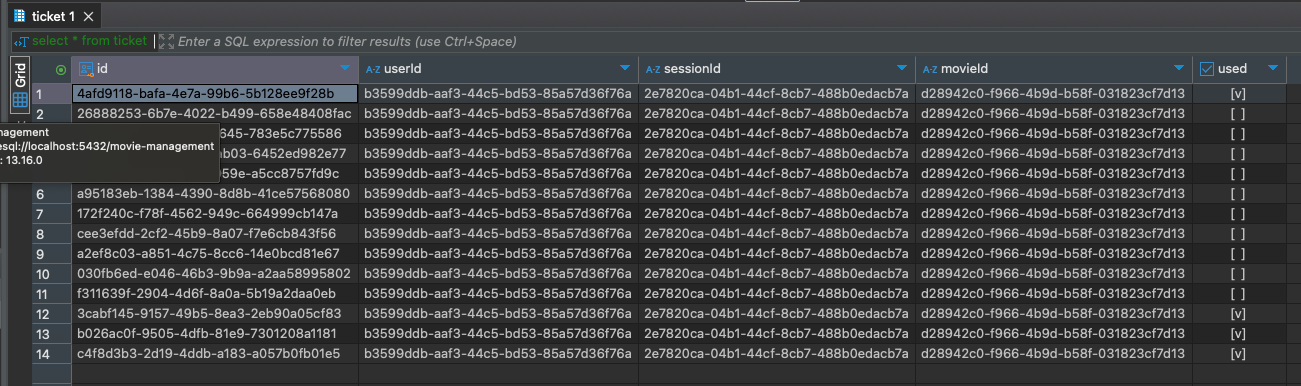 ticket 1
select * from ticket Enter a SQL expression to filter results (use Ctrl+Space)
Grid
id userId sessionId movieId used
1 4afd9118-bafa-4e7a-99b6-5b128ee9f28b b3599ddb-aaf3-44c5-bd53-85a57d36f76a 2e7820ca-04b1-44cf-8cb7-488b0edacb7a d28942c0-f966-4b9d-b58f-031823cf7d13 [v]
2 26888253-6b7e-4022-b499-658e48408fac b3599ddb-aaf3-44c5-bd53-85a57d36f76a 2e7820ca-04b1-44cf-8cb7-488b0edacb7a d28942c0-f966-4b9d-b58f-031823cf7d13 [ ]
nagement
645-783e5c775586 b3599ddb-aaf3-44c5-bd53-85a57d36f76a 2e7820ca-04b1-44cf-8cb7-488b0edacb7a d28942c0-f966-4b9d-b58f-031823cf7d13 [ ]
esql://localhost:5432/movie-management
b03-6452ed982e77 b3599ddb-aaf3-44c5-bd53-85a57d36f76a 2e7820ca-04b1-44cf-8cb7-488b0edacb7a d28942c0-f966-4b9d-b58f-031823cf7d13 [ ]
: 13.16.0
59e-a5cc8757fd9c b3599ddb-aaf3-44c5-bd53-85a57d36f76a 2e7820ca-04b1-44cf-8cb7-488b0edacb7a d28942c0-f966-4b9d-b58f-031823cf7d13 [ ]
6 a95183eb-1384-4390-8d8b-41ce57568080 b3599ddb-aaf3-44c5-bd53-85a57d36f76a 2e7820ca-04b1-44cf-8cb7-488b0edacb7a d28942c0-f966-4b9d-b58f-031823cf7d13 [ ]
7 172f240c-f78f-4562-949c-664999cb147a b3599ddb-aaf3-44c5-bd53-85a57d36f76a 2e7820ca-04b1-44cf-8cb7-488b0edacb7a d28942c0-f966-4b9d-b58f-031823cf7d13 [ ]
8 cee3efdd-2cf2-45b9-8a07-f7e6cb843f56 b3599ddb-aaf3-44c5-bd53-85a57d36f76a 2e7820ca-04b1-44cf-8cb7-488b0edacb7a d28942c0-f966-4b9d-b58f-031823cf7d13 [ ]
9 a2ef8c03-a851-4c75-8cc6-14e0bcd81e67 b3599ddb-aaf3-44c5-bd53-85a57d36f76a 2e7820ca-04b1-44cf-8cb7-488b0edacb7a d28942c0-f966-4b9d-b58f-031823cf7d13 [ ]
10 030fb6ed-e046-46b3-9b9a-a2aa58995802 b3599ddb-aaf3-44c5-bd53-85a57d36f76a 2e7820ca-04b1-44cf-8cb7-488b0edacb7a d28942c0-f966-4b9d-b58f-031823cf7d13 [ ]
11 f311639f-2904-4d6f-8a0a-5b19a2daa0eb b3599ddb-aaf3-44c5-bd53-85a57d36f76a 2e7820ca-04b1-44cf-8cb7-488b0edacb7a d28942c0-f966-4b9d-b58f-031823cf7d13 [ ]
12 3cabf145-9157-49b5-8ea3-2eb90a05cf83 b3599ddb-aaf3-44c5-bd53-85a57d36f76a 2e7820ca-04b1-44cf-8cb7-488b0edacb7a d28942c0-f966-4b9d-b58f-031823cf7d13 [v]
13 b026ac0f-9505-4dfb-81e9-7301208a1181 b3599ddb-aaf3-44c5-bd53-85a57d36f76a 2e7820ca-04b1-44cf-8cb7-488b0edacb7a d28942c0-f966-4b9d-b58f-031823cf7d13 [v]
14 c4f8d3b3-2d19-4ddb-a183-a057b0fb01e5 b3599ddb-aaf3-44c5-bd53-85a57d36f76a 2e7820ca-04b1-44cf-8cb7-488b0edacb7a d28942c0-f966-4b9d-b58f-031823cf7d13 [v]